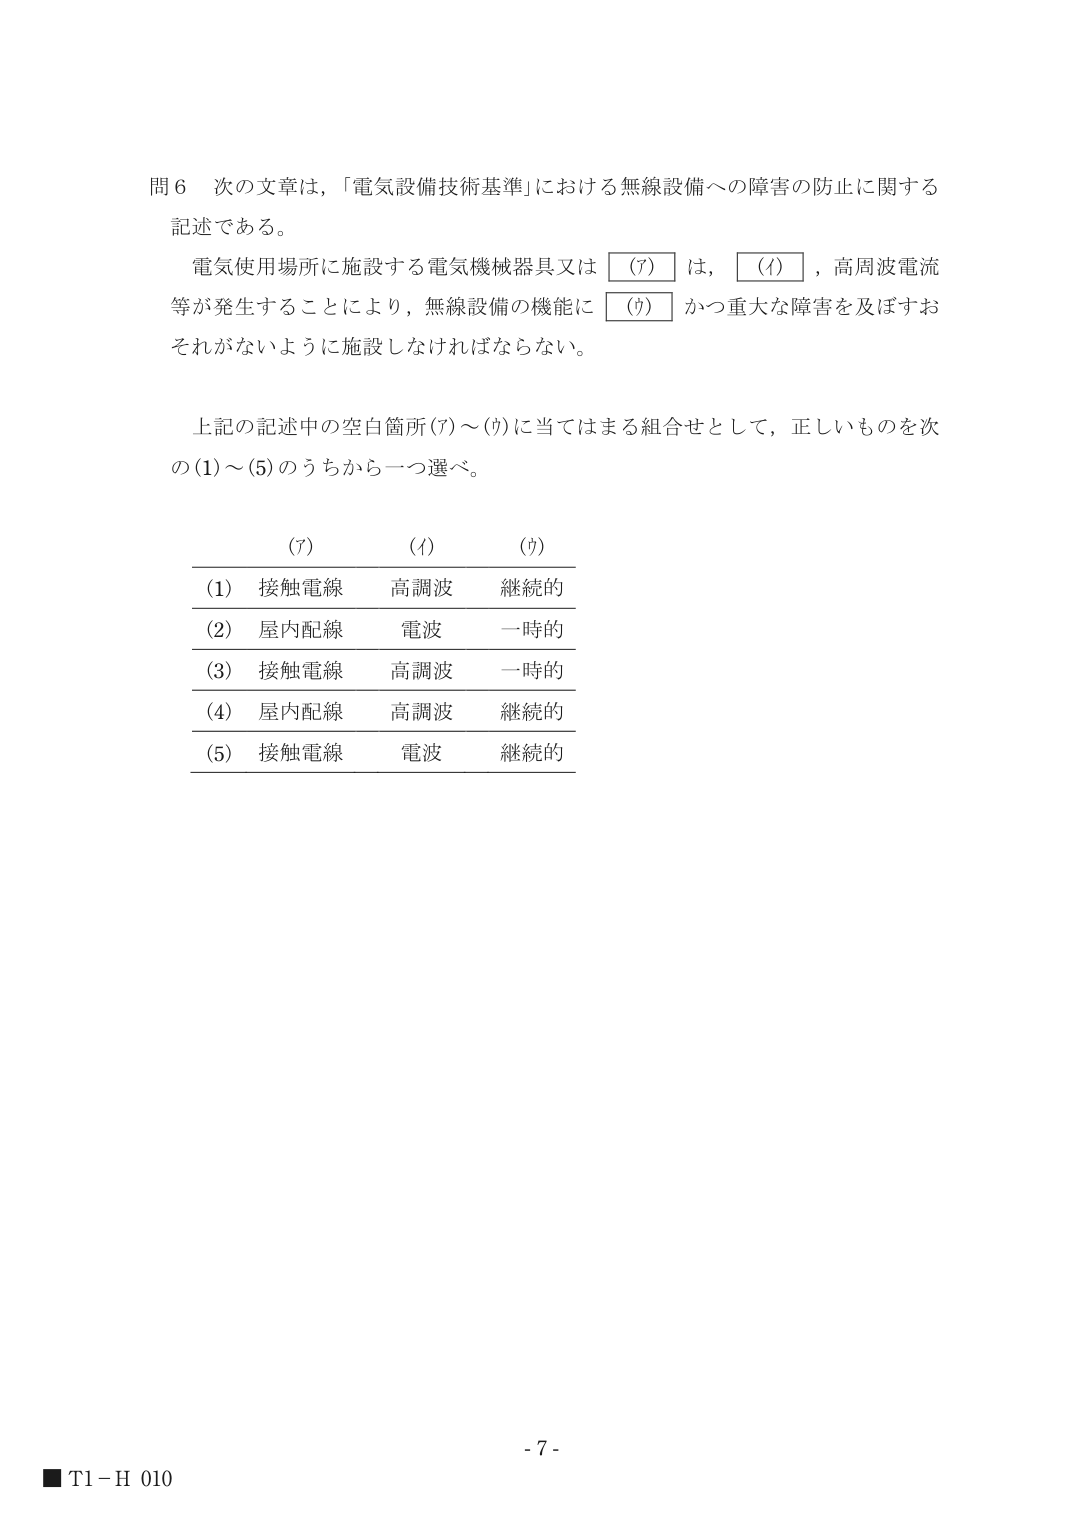 問6 次の文章は，「電気設備技術基準」における無線設備への障害の防止に関する
記述である。
電気使用場所に施設する電気機械器具又は (ア) は， (イ) ，高周波電流
等が発生することにより，無線設備の機能に (ウ) かつ重大な障害を及ぼすお
それがないように施設しなければならない。
上記の記述中の空白箇所(ア)～(ウ)に当てはまる組合せとして，正しいものを次
の(1)～(5)のうちから一つ選べ。
(ア) (イ) (ウ)
(1) 接触電線 高調波 継続的
(2) 屋内配線 電波 一時的
(3) 接触電線 高調波 一時的
(4) 屋内配線 高調波 継続的
(5) 接触電線 電波 継続的
- 7 -
■ T1－H 010